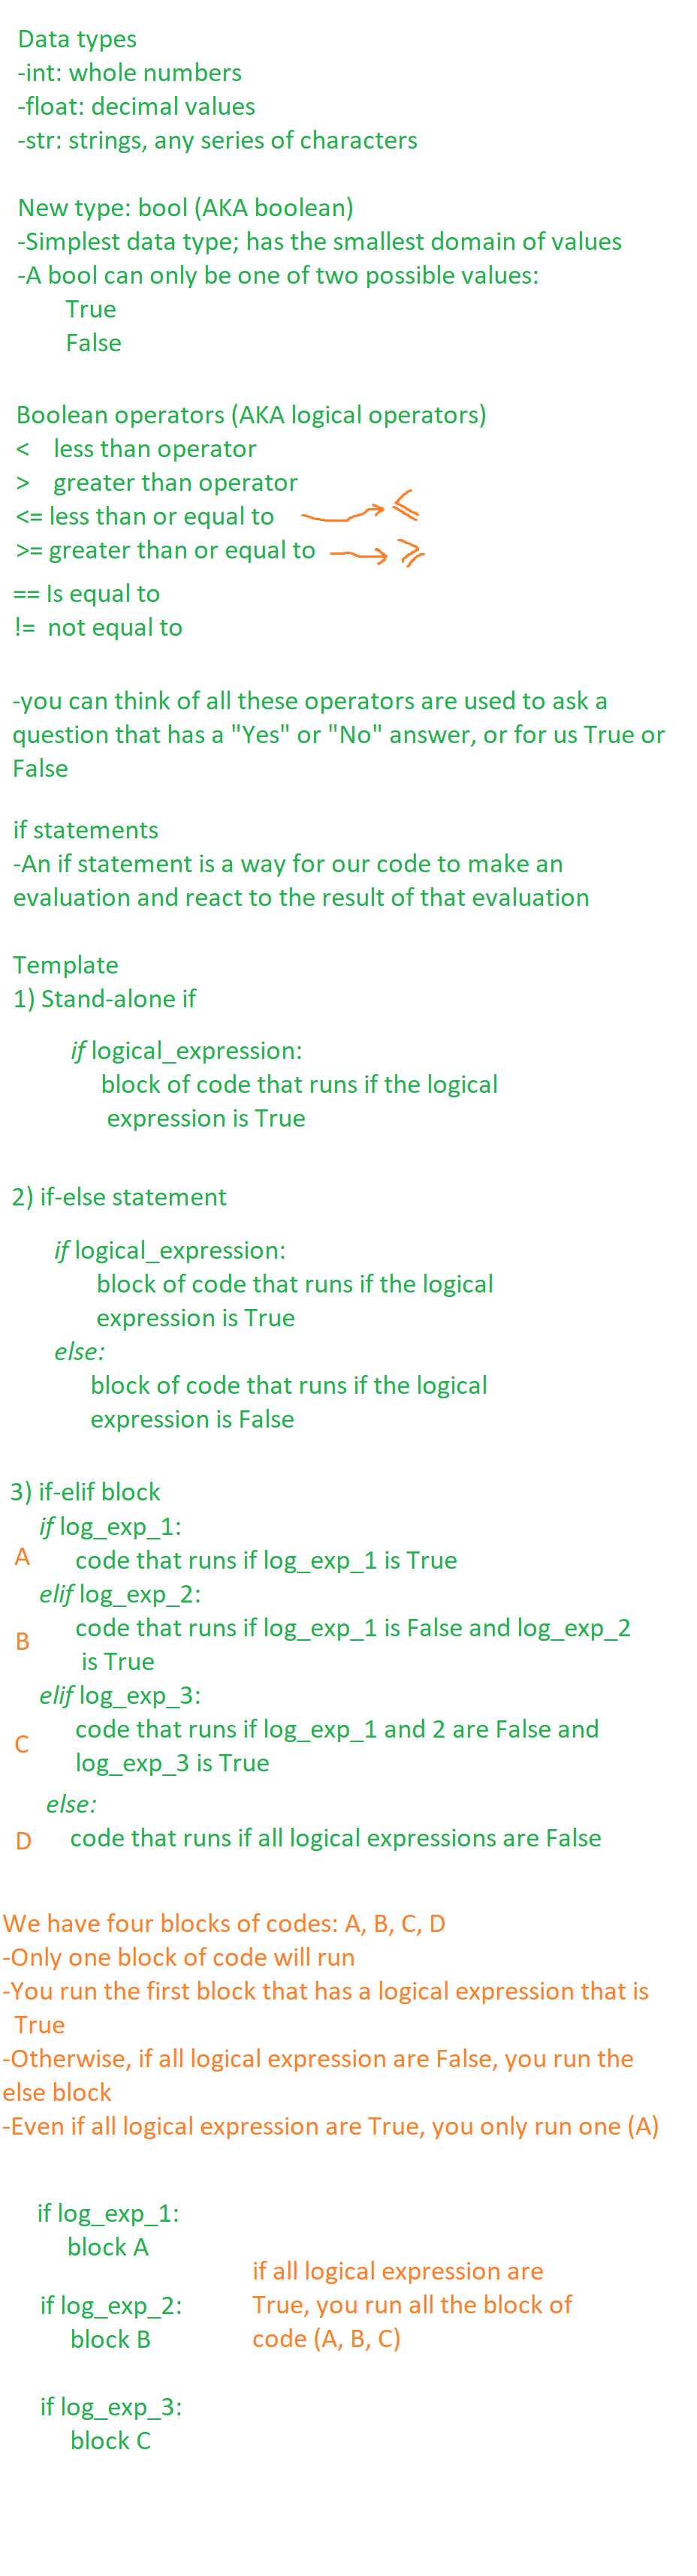 Data types
-int: whole numbers
-float: decimal values
-str: strings, any series of characters
New type: bool (AKA boolean)
-Simplest data type; has the smallest domain of values
-A bool can only be one of two possible values:
True
False
Boolean operators (AKA logical operators)
< less than operator
> greater than operator
<= less than or equal to → ≤
>= greater than or equal to → ≥
== Is equal to
!= not equal to
-you can think of all these operators are used to ask a
question that has a "Yes" or "No" answer, or for us True or
False
if statements
-An if statement is a way for our code to make an
evaluation and react to the result of that evaluation
Template
1) Stand-alone if
if logical_expression:
block of code that runs if the logical
expression is True
2) if-else statement
if logical_expression:
block of code that runs if the logical
expression is True
else:
block of code that runs if the logical
expression is False
3) if-elif block
if log_exp_1:
A code that runs if log_exp_1 is True
elif log_exp_2:
B code that runs if log_exp_1 is False and log_exp_2
is True
elif log_exp_3:
C code that runs if log_exp_1 and 2 are False and
log_exp_3 is True
else:
D code that runs if all logical expressions are False
We have four blocks of codes: A, B, C, D
-Only one block of code will run
-You run the first block that has a logical expression that is
True
-Otherwise, if all logical expression are False, you run the
else block
-Even if all logical expression are True, you only run one (A)
if log_exp_1:
block A
if log_exp_2:
block B
if log_exp_3:
block C
if all logical expression are
True, you run all the block of
code (A, B, C)